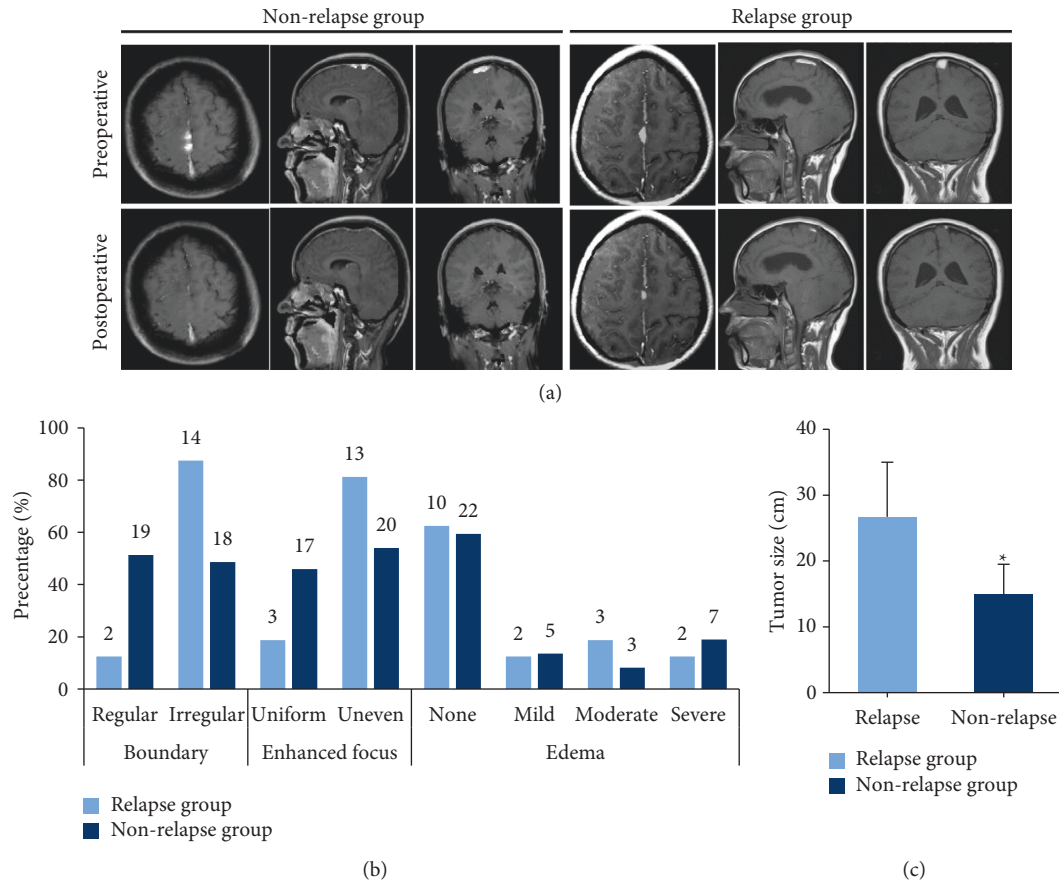 Non-relapse group
Relapse group
Preoperative
Postoperative
(a)
Precentage (%)
100
80
60
40
20
0
2
19
14
18
3
17
13
20
10
22
2
5
3
3
2
7
Regular
Irregular
Uniform
Uneven
None
Mild
Moderate
Severe
Boundary
Enhanced focus
Edema
Relapse group
Non-relapse group
(b)
Tumor size (cm)
40
30
20
10
0
*
Relapse
Non-relapse
Relapse group
Non-relapse group
(c)